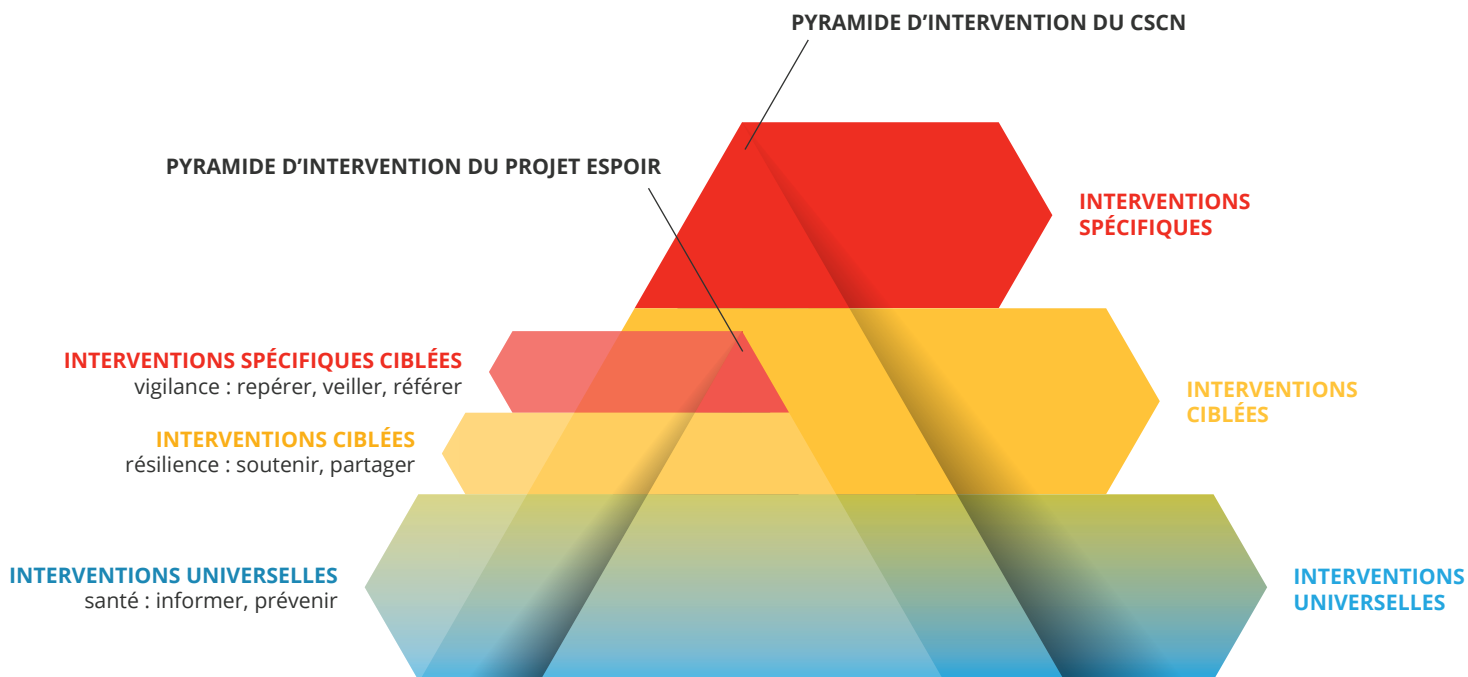 PYRAMIDE D’INTERVENTION DU CSCN
PYRAMIDE D’INTERVENTION DU PROJET ESPOIR
INTERVENTIONS
SPÉCIFIQUES
INTERVENTIONS SPÉCIFIQUES CIBLÉES
vigilance : repérer, veiller, référer
INTERVENTIONS
CIBLÉES
INTERVENTIONS CIBLÉES
résilience : soutenir, partager
INTERVENTIONS UNIVERSELLES
santé : informer, prévenir
INTERVENTIONS
UNIVERSELLES